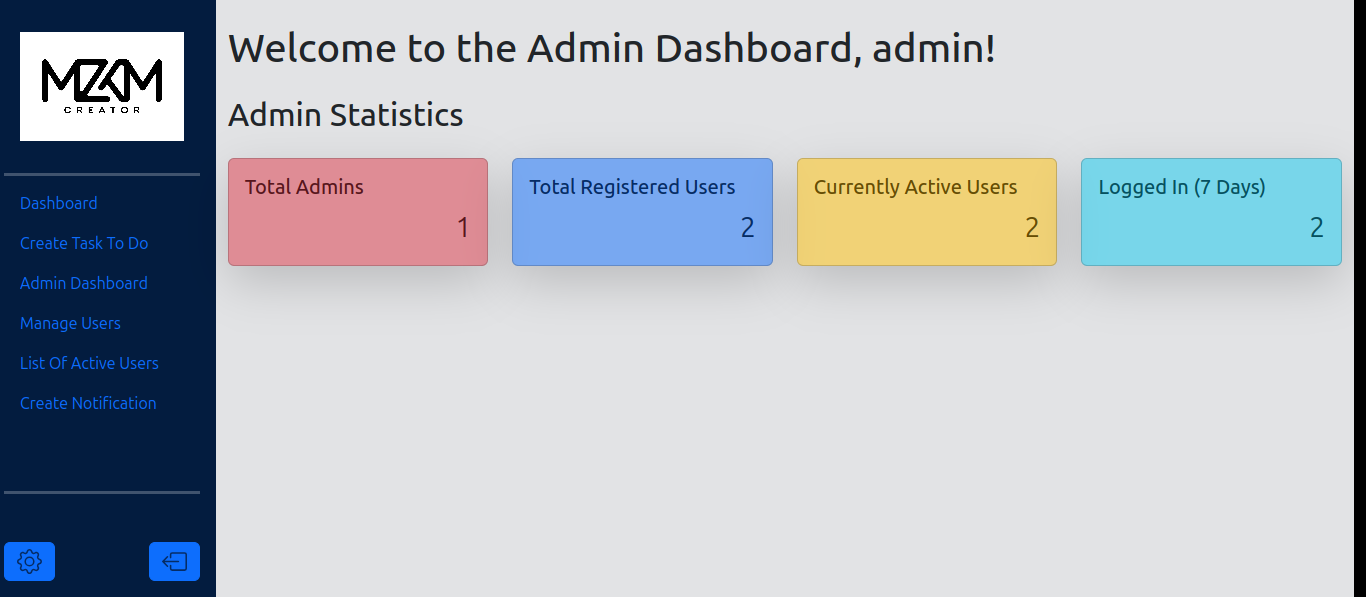 MZKM
CREATOR
Dashboard
Create Task To Do
Admin Dashboard
Manage Users
List Of Active Users
Create Notification
Welcome to the Admin Dashboard, admin!
Admin Statistics
Total Admins
1
Total Registered Users
2
Currently Active Users
2
Logged In (7 Days)
2